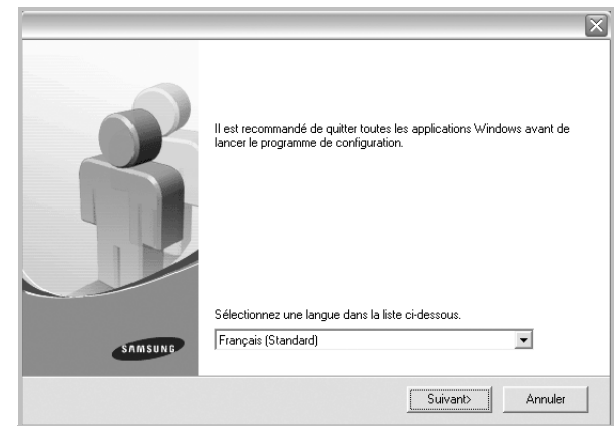 Il est recommandé de quitter toutes les applications Windows avant de
lancer le programme de configuration.
Sélectionnez une langue dans la liste ci-dessous.
Français (Standard)
SAMSUNG
Suivant>
Annuler